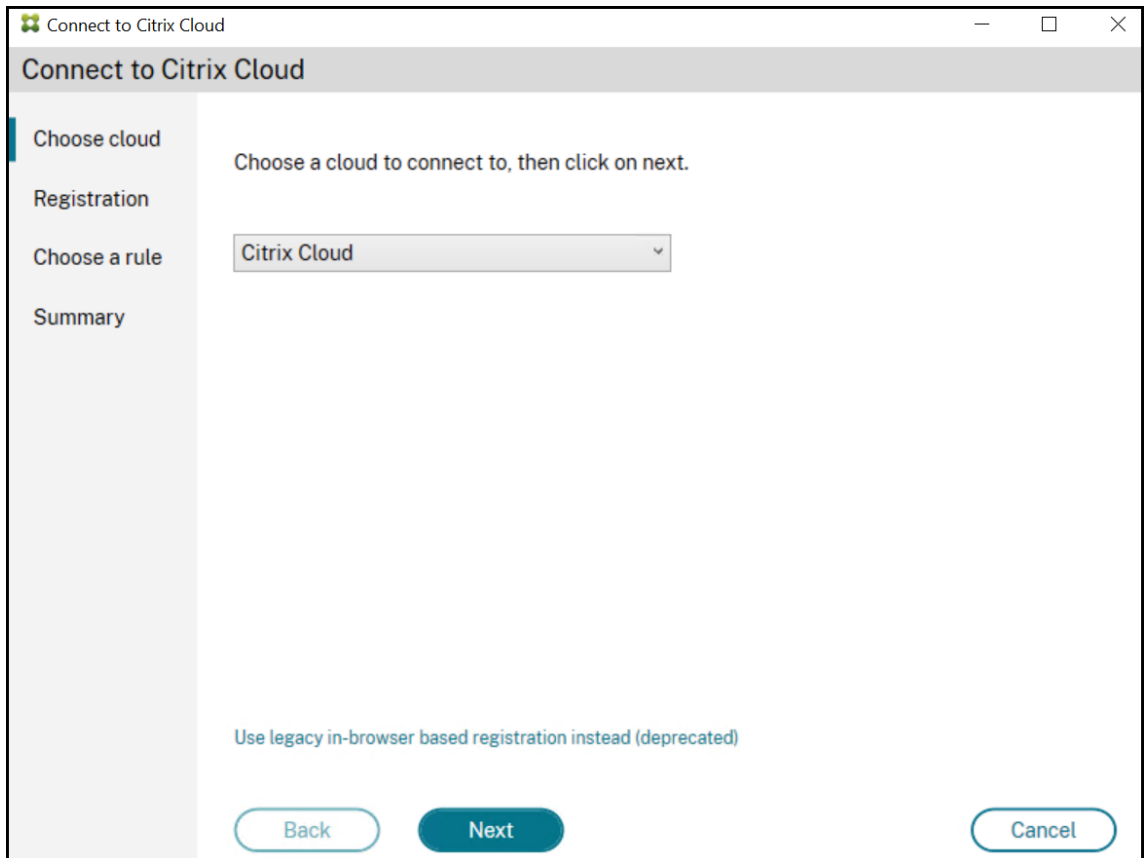 Connect to Citrix Cloud
Connect to Citrix Cloud
Choose cloud
Registration
Choose a rule
Summary
Choose a cloud to connect to, then click on next.
Citrix Cloud
Use legacy in-browser based registration instead (deprecated)
Back
Next
Cancel